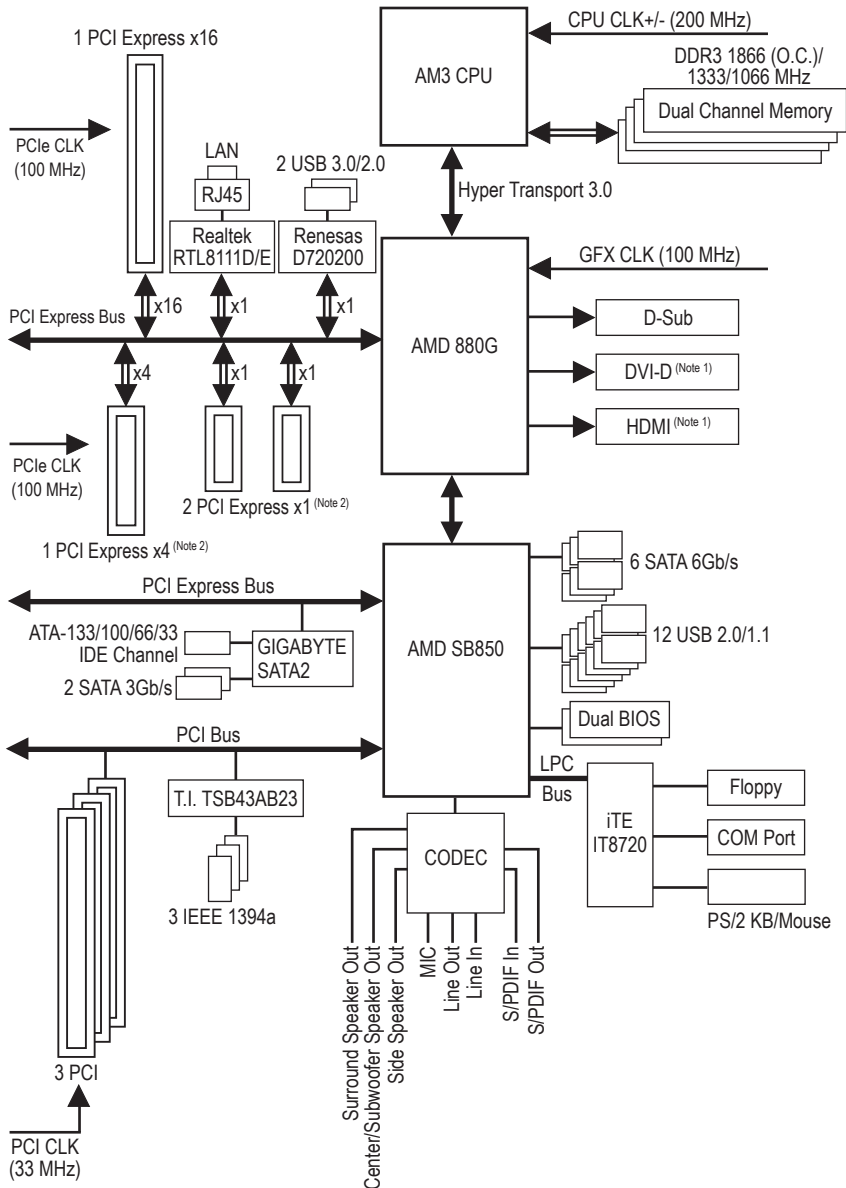 1 PCI Express x16
PCIe CLK
(100 MHz)
LAN
RJ45
Realtek
RTL8111D/E
2 USB 3.0/2.0
Renesas
D720200
x16
x1
x1
PCI Express Bus
x4
x1
x1
PCIe CLK
(100 MHz)
1 PCI Express x4 (Note 2)
2 PCI Express x1 (Note 2)
AM3 CPU
CPU CLK+/- (200 MHz)
DDR3 1866 (O.C.)/
1333/1066 MHz
Dual Channel Memory
Hyper Transport 3.0
AMD 880G
GFX CLK (100 MHz)
D-Sub
DVI-D (Note 1)
HDMI (Note 1)
PCI Express Bus
ATA-133/100/66/33
IDE Channel
2 SATA 3Gb/s
GIGABYTE
SATA2
AMD SB850
6 SATA 6Gb/s
12 USB 2.0/1.1
Dual BIOS
PCI Bus
T.I. TSB43AB23
3 IEEE 1394a
3 PCI
PCI CLK
(33 MHz)
LPC
Bus
iTE
IT8720
Floppy
COM Port
PS/2 KB/Mouse
CODEC
Surround Speaker Out
Center/Subwoofer Speaker Out
Side Speaker Out
MIC
Line Out
Line In
S/PDIF In
S/PDIF Out